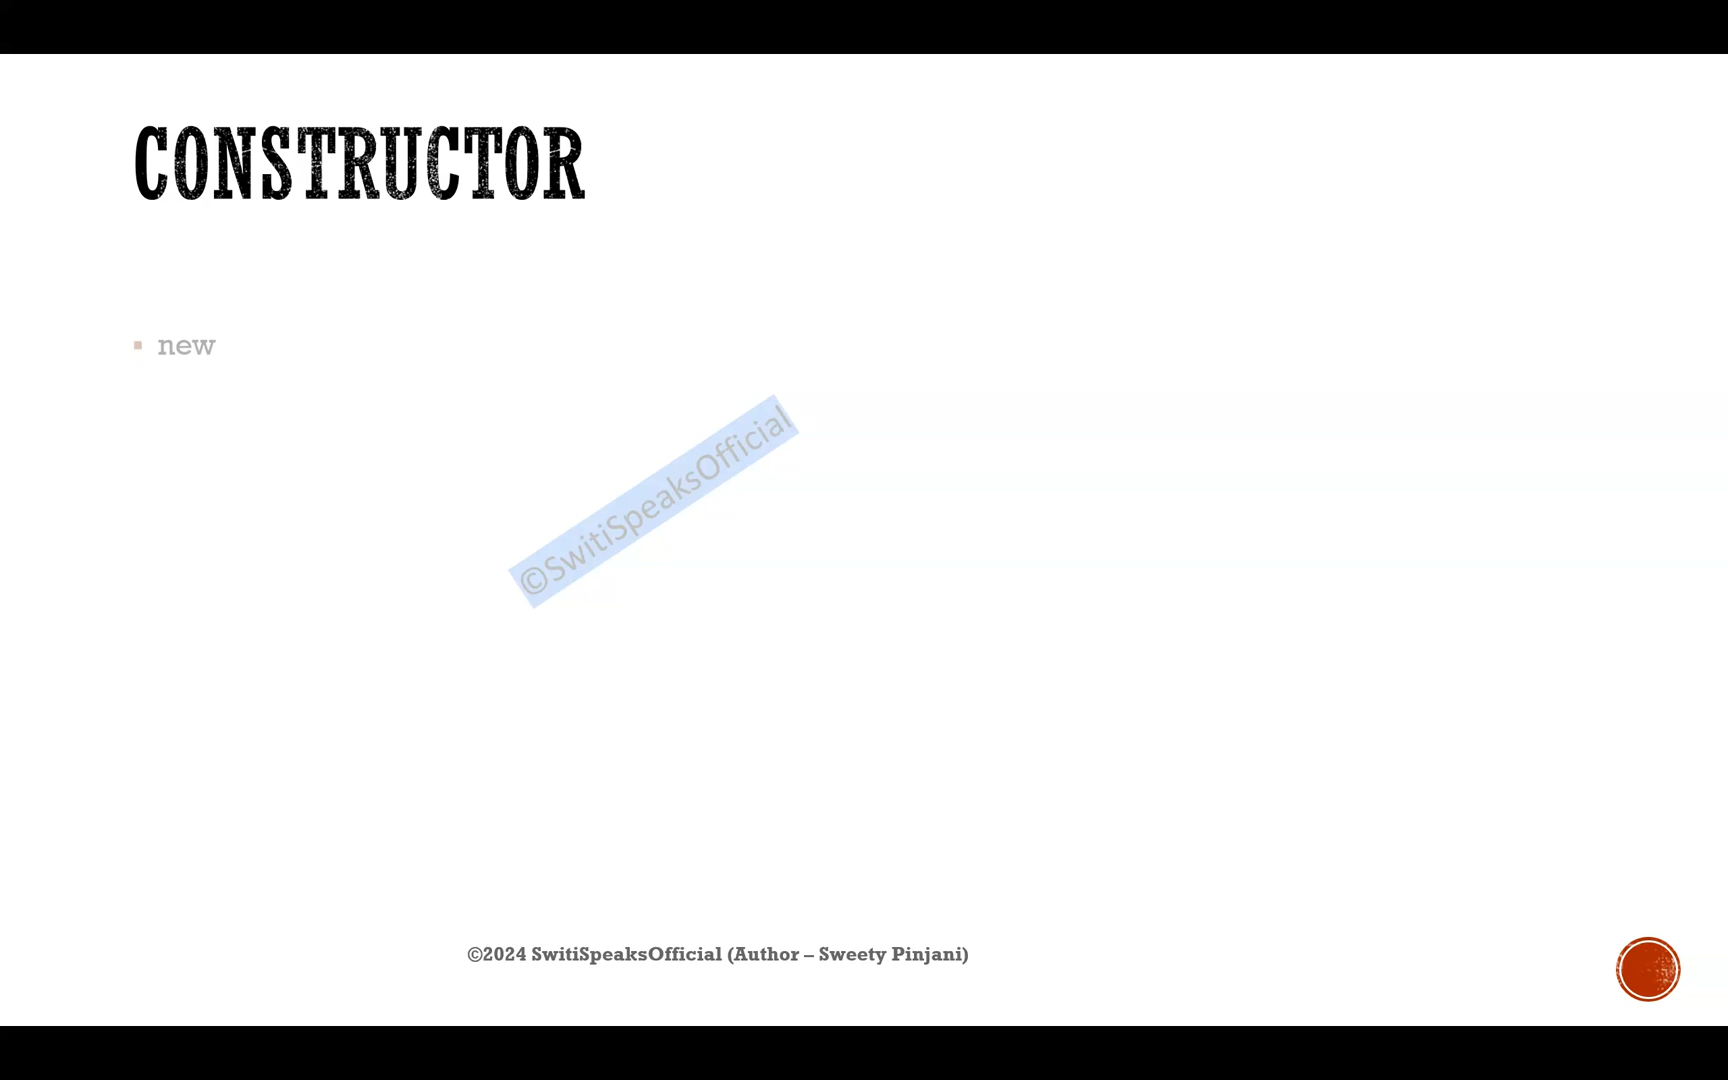 CONSTRUCTOR
new
©SwitiSpeaksOfficial
©2024 SwitiSpeaksOfficial (Author – Sweety Pinjani)